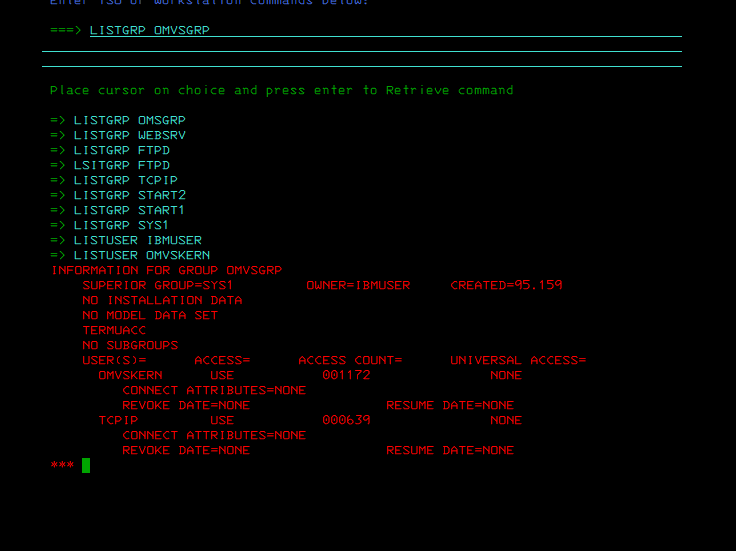 Enter TSO or Workstation commands below:
===> LISTGRP OMVSGRP
Place cursor on choice and press enter to Retrieve command
=> LISTGRP OMSGRP
=> LISTGRP WEBSRV
=> LISTGRP FTPD
=> LSITGRP FTPD
=> LISTGRP TCPIP
=> LISTGRP START2
=> LISTGRP START1
=> LISTGRP SYS1
=> LISTUSER IBMUSER
=> LISTUSER OMVSKERN
INFORMATION FOR GROUP OMVSGRP
SUPERIOR GROUP=SYS1 OWNER=IBMUSER CREATED=95.159
NO INSTALLATION DATA
NO MODEL DATA SET
TERMUACC
NO SUBGROUPS
USER(S)= ACCESS= ACCESS COUNT= UNIVERSAL ACCESS=
OMVSKERN USE 001172 NONE
CONNECT ATTRIBUTES=NONE
REVOKE DATE=NONE RESUME DATE=NONE
TCPIP USE 000639 NONE
CONNECT ATTRIBUTES=NONE
REVOKE DATE=NONE RESUME DATE=NONE
***